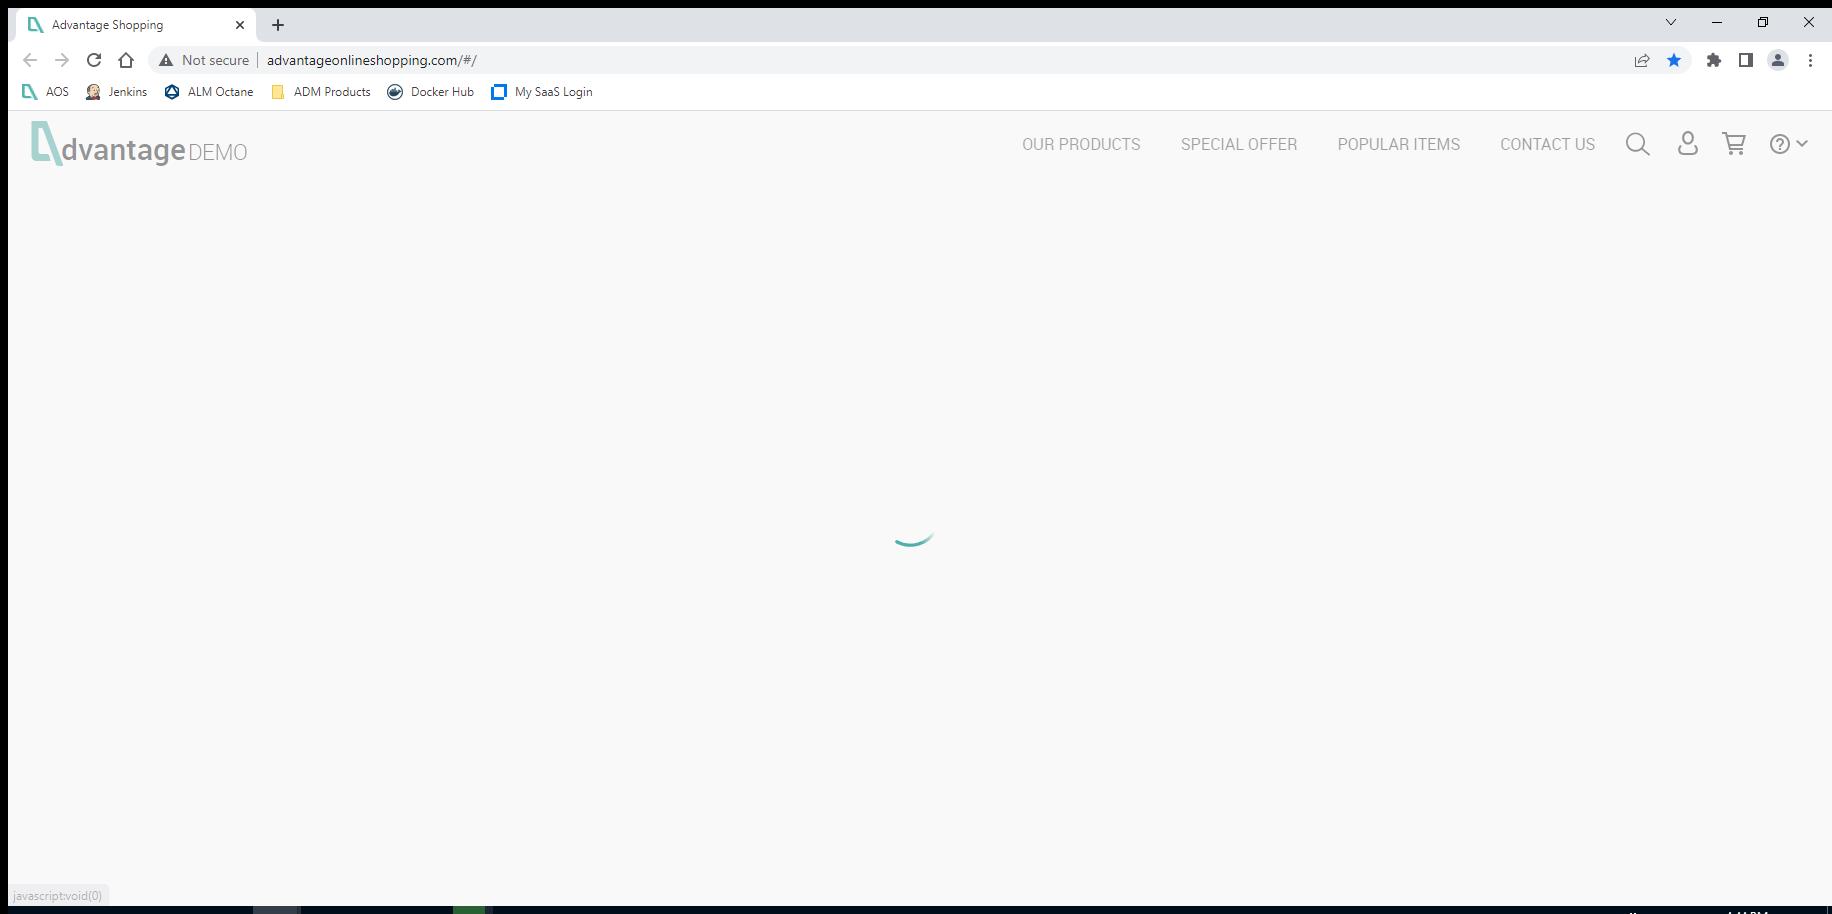 Advantage Shopping
Not secure advantageonlineshopping.com/#/
AOS Jenkins ALM Octane ADM Products Docker Hub My SaaS Login
dvantage DEMO OUR PRODUCTS SPECIAL OFFER POPULAR ITEMS CONTACT US
javascript:void(0)